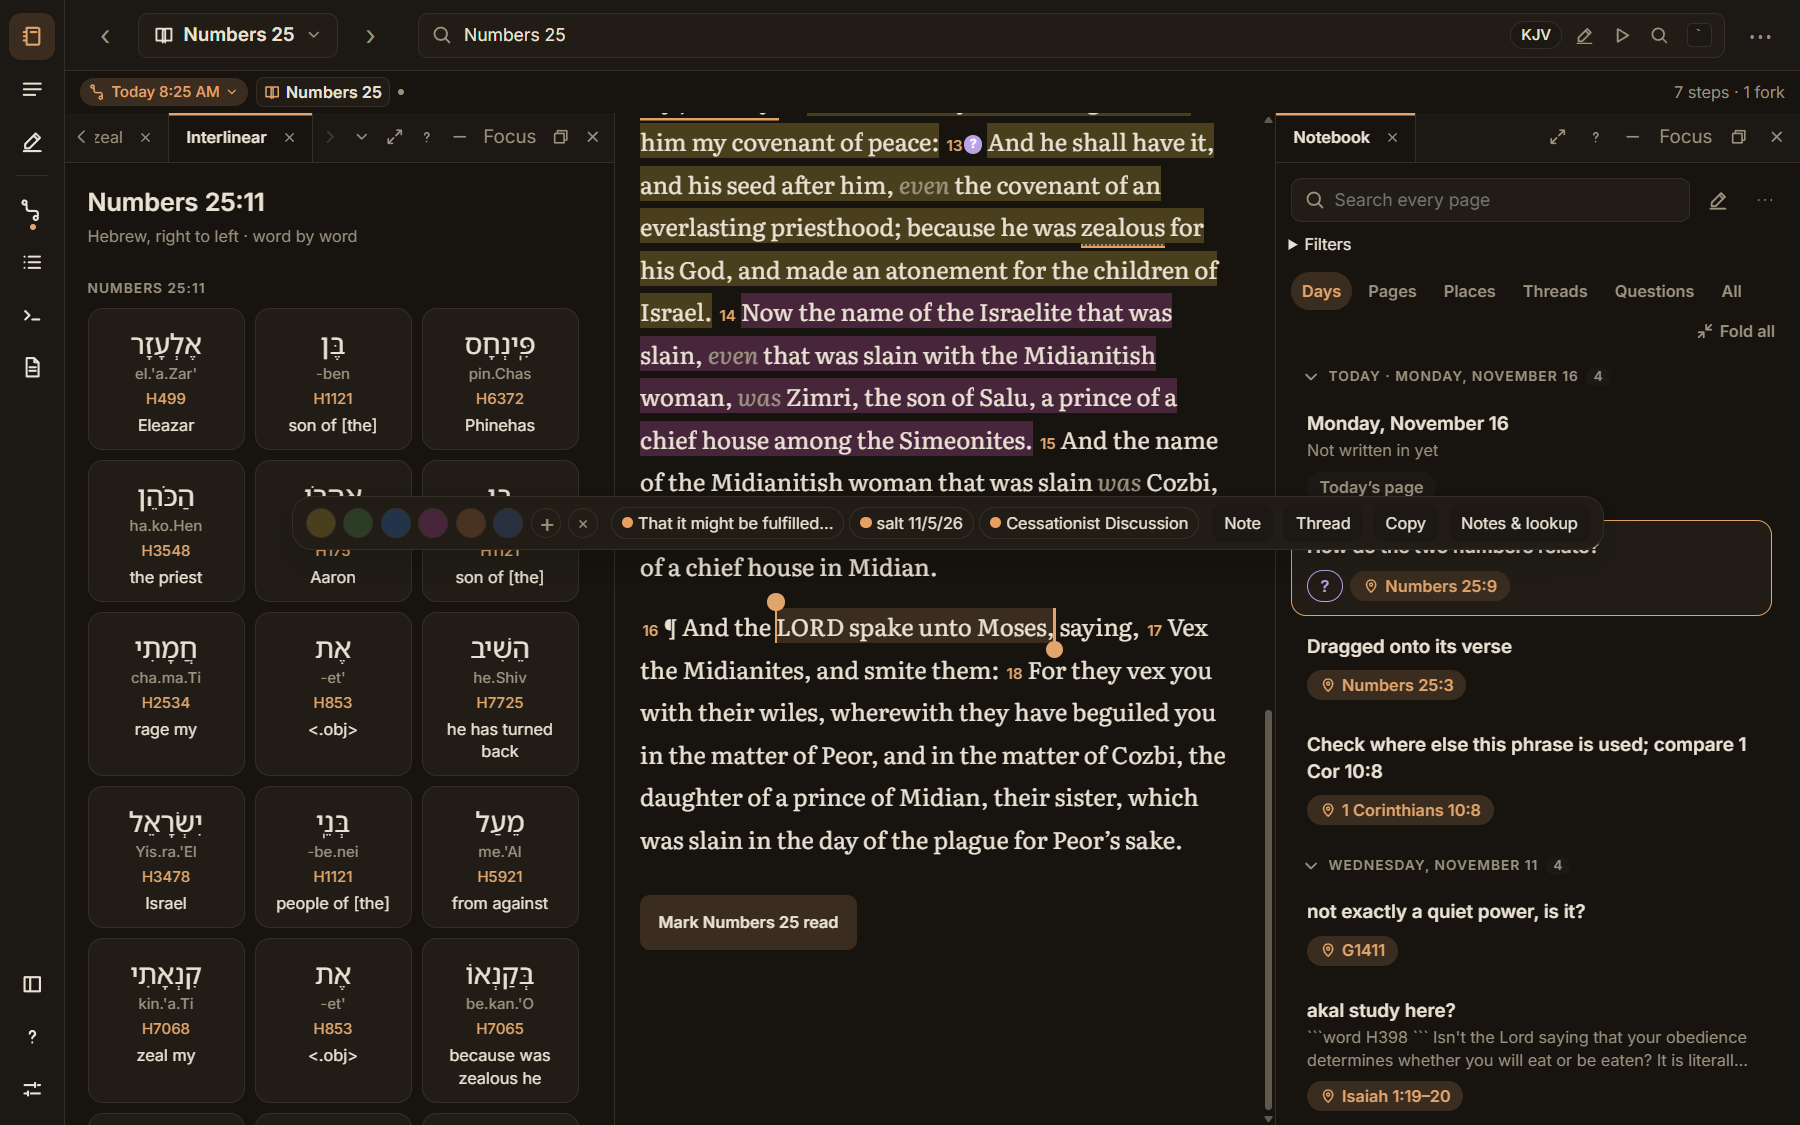 Numbers 25
Numbers 25
KJV
Today 8:25 AM
Numbers 25
7 steps · 1 fork
zeal
Interlinear
Focus
Numbers 25:11
Hebrew, right to left · word by word
NUMBERS 25:11
אֶלְעָזָר
el.'a.Zar'
H499
Eleazar
בֶּן
-ben
H1121
son of [the]
פִּֽינְחָס
pin.Chas
H6372
Phinehas
הַכֹּהֵן
ha.ko.Hen
H3548
the priest
H175
Aaron
H1121
son of [the]
חֲמָתִי
cha.ma.Ti
H2534
rage my
אֶת
-et'
H853
<.obj>
הֵשִׁיב
he.Shiv
H7725
he has turned
back
יִשְׂרָאֵל
Yis.ra.'El
H3478
Israel
בְּנֵֽי
-be.nei
H1121
people of [the]
מֵעַל
me.'Al
H5921
from against
קִנְאָתִי
kin.'a.Ti
H7068
zeal my
אֶת
-et'
H853
<.obj>
בְּקַנְאוֹ
be.kan.'O
H7065
because was
zealous he
him my covenant of peace: 13 ? And he shall have it,
and his seed after him, even the covenant of an
everlasting priesthood; because he was zealous for
his God, and made an atonement for the children of
Israel. 14 Now the name of the Israelite that was
slain, even that was slain with the Midianitish
woman, was Zimri, the son of Salu, a prince of a
chief house among the Simeonites. 15 And the name
of the Midianitish woman that was slain was Cozbi,
That it might be fulfilled...
salt 11/5/26
Cessationist Discussion
Note
Thread
Copy
Notes & lookup
of a chief house in Midian.
16 ¶ And the LORD spake unto Moses, saying, 17 Vex
the Midianites, and smite them: 18 For they vex you
with their wiles, wherewith they have beguiled you
in the matter of Peor, and in the matter of Cozbi, the
daughter of a prince of Midian, their sister, which
was slain in the day of the plague for Peor’s sake.
Mark Numbers 25 read
Notebook
Focus
Search every page
Filters
Days
Pages
Places
Threads
Questions
All
Fold all
TODAY · MONDAY, NOVEMBER 16 4
Monday, November 16
Not written in yet
Today’s page
How do the two numbers relate?
?
Numbers 25:9
Dragged onto its verse
Numbers 25:3
Check where else this phrase is used; compare 1
Cor 10:8
1 Corinthians 10:8
WEDNESDAY, NOVEMBER 11 4
not exactly a quiet power, is it?
G1411
akal study here?
```word H398 ``` Isn't the Lord saying that your obedience
determines whether you will eat or be eaten? It is literall...
Isaiah 1:19–20